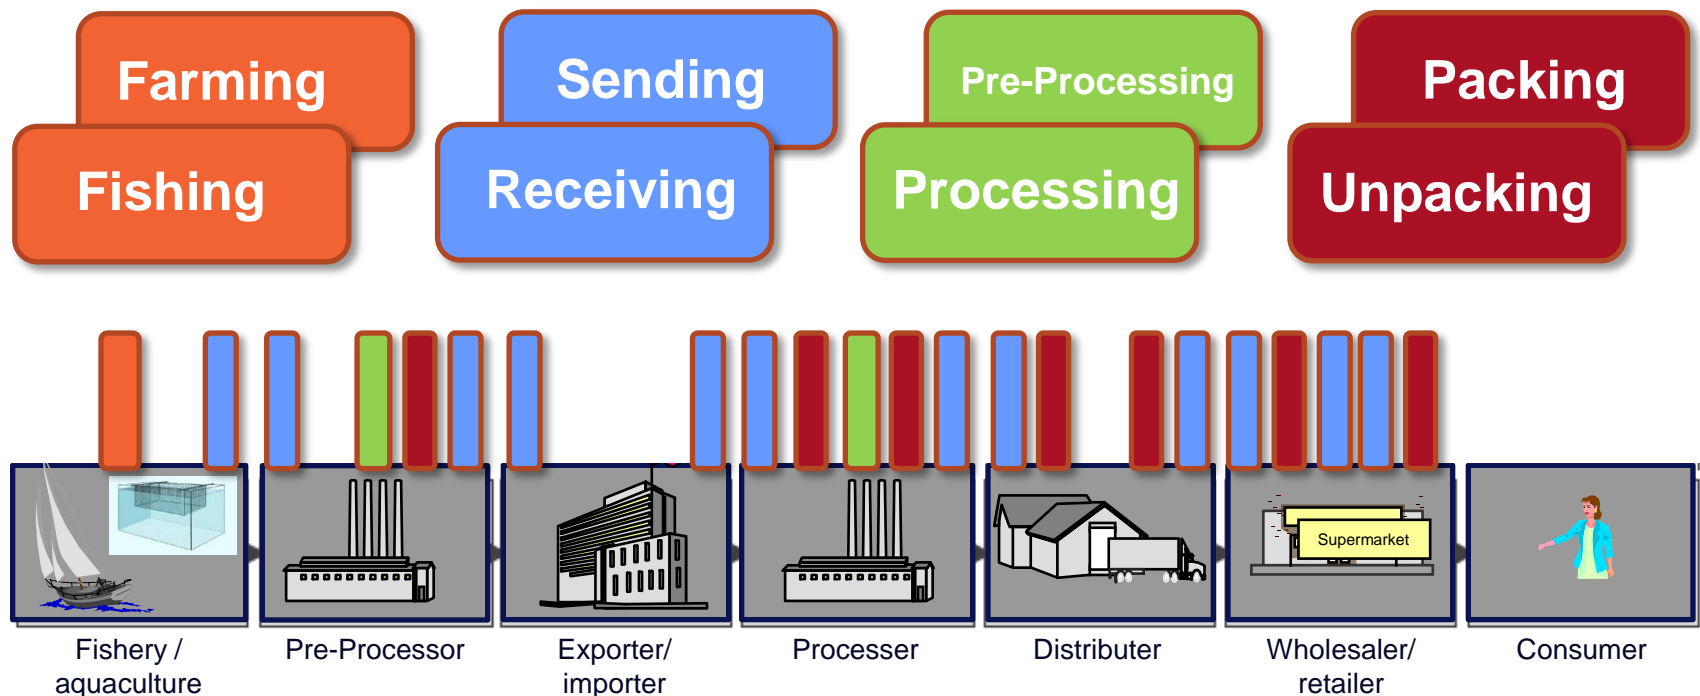 Farming
Fishing
Sending
Receiving
Pre-Processing
Processing
Packing
Unpacking
Supermarket
Fishery /
aquaculture
Pre-Processor
Exporter/
importer
Processer
Distributer
Wholesaler/
retailer
Consumer